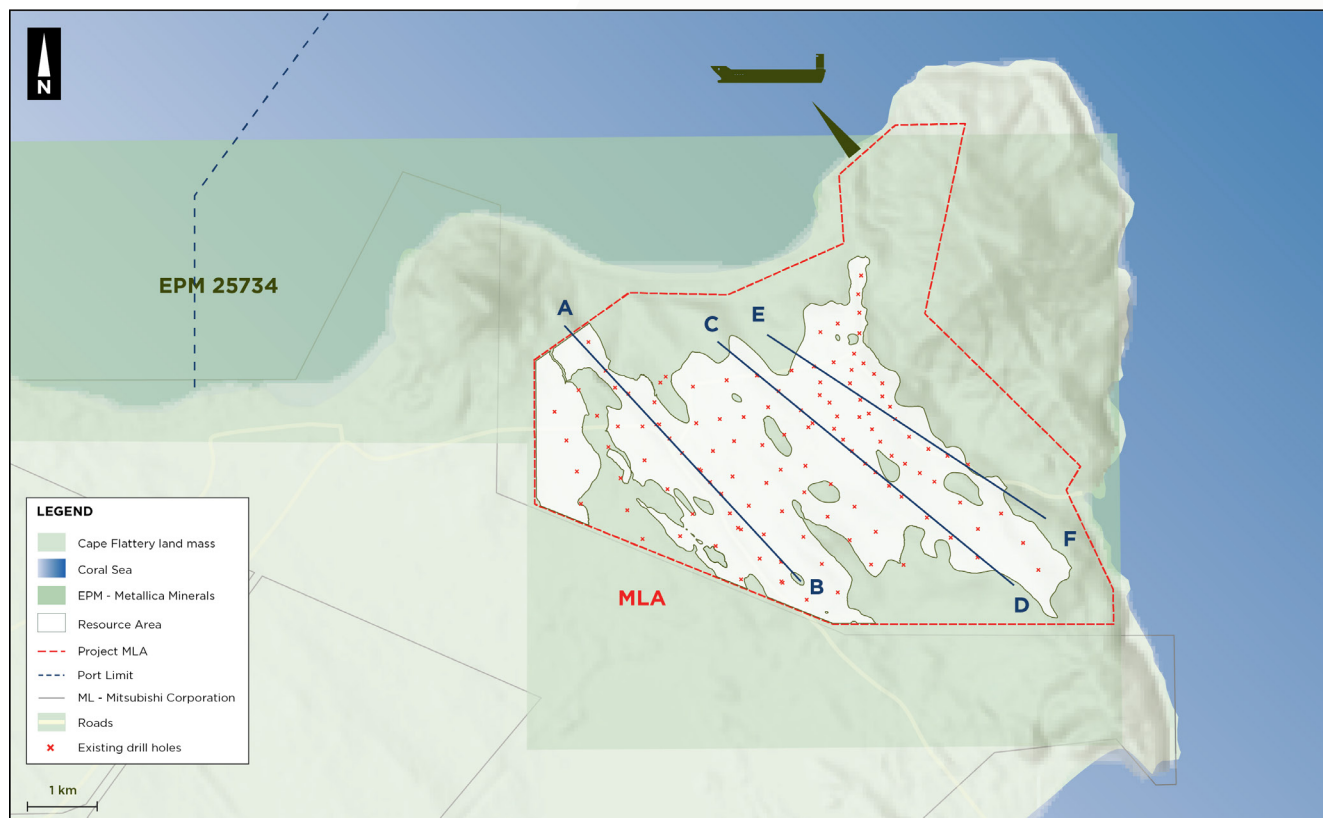 N
EPM 25734
A
C
E
B
D
F
MLA
LEGEND
Cape Flattery land mass
Coral Sea
EPM - Metallica Minerals
Resource Area
Project MLA
Port Limit
ML - Mitsubishi Corporation
Roads
Existing drill holes
1 km